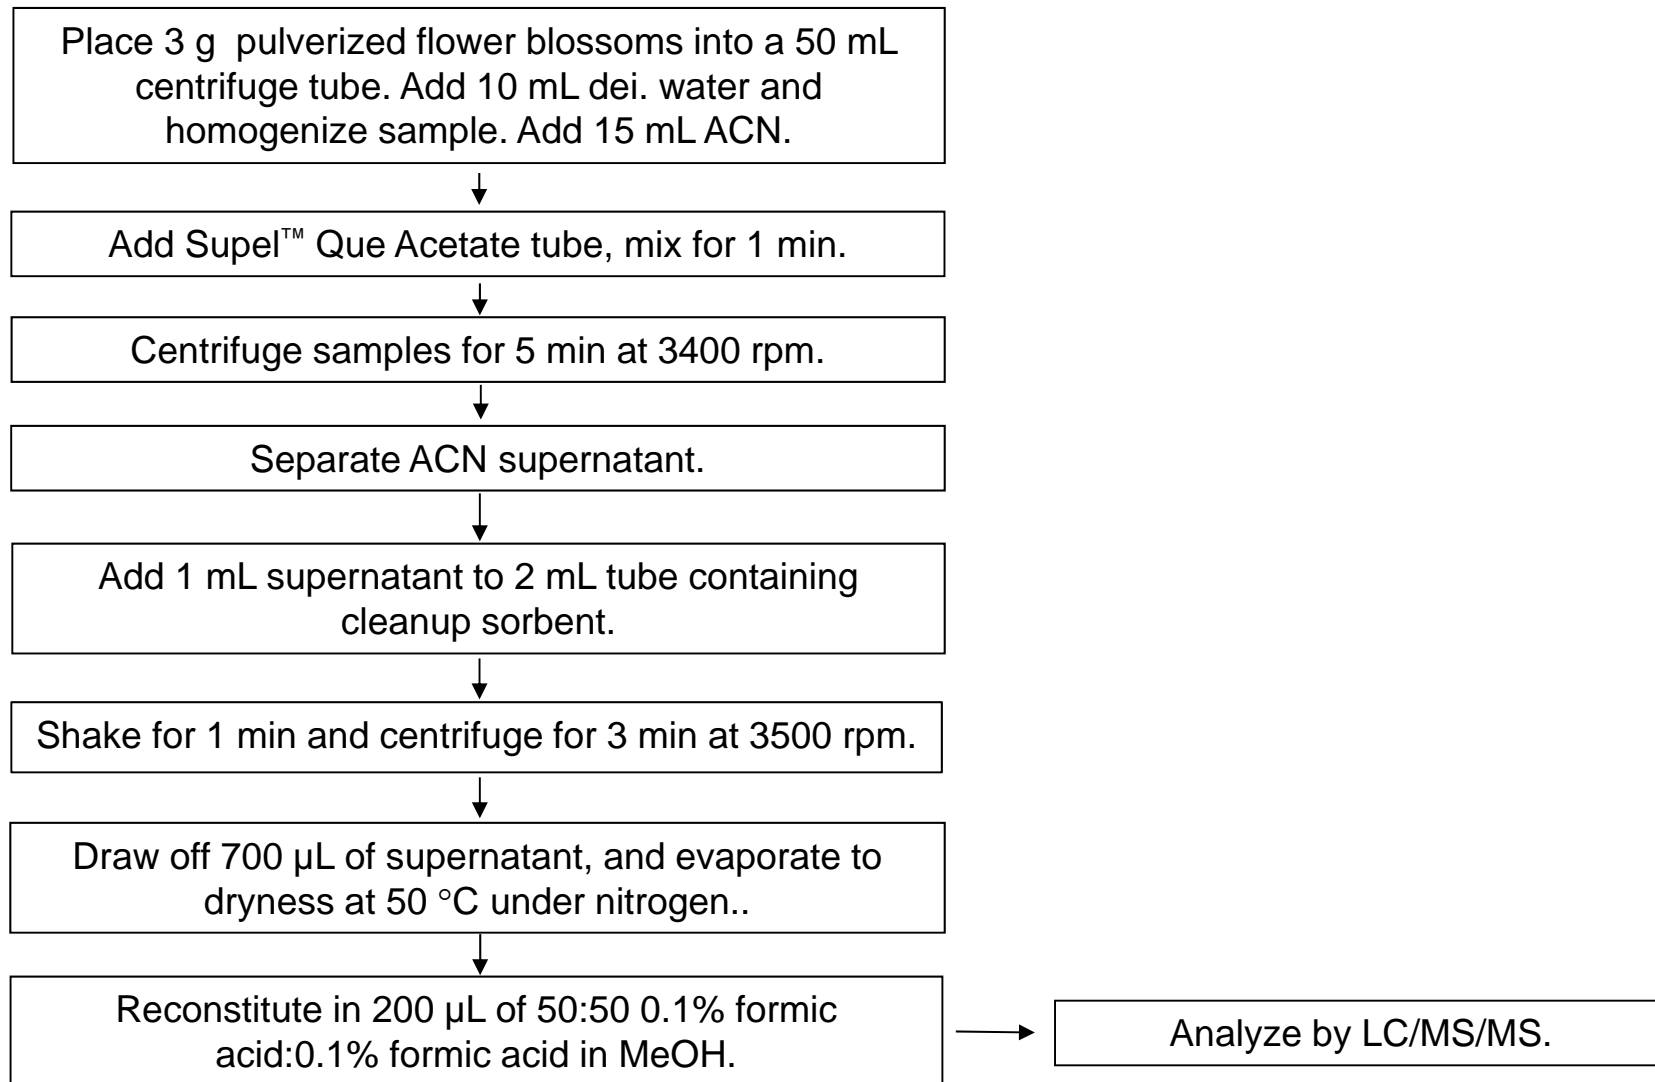 Place 3 g  pulverized flower blossoms into a 50 mL
centrifuge tube. Add 10 mL dei. water and
homogenize sample. Add 15 mL ACN.
Add Supel™ Que Acetate tube, mix for 1 min.
Centrifuge samples for 5 min at 3400 rpm.
Separate ACN supernatant.
Add 1 mL supernatant to 2 mL tube containing
cleanup sorbent.
Shake for 1 min and centrifuge for 3 min at 3500 rpm.
Draw off 700 µL of supernatant, and evaporate to
dryness at 50 °C under nitrogen..
Reconstitute in 200 µL of 50:50 0.1% formic
acid:0.1% formic acid in MeOH.
Analyze by LC/MS/MS.